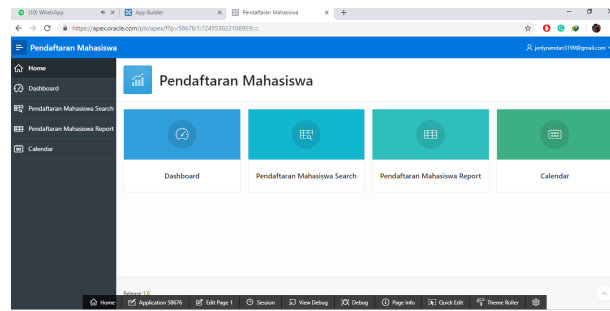 (10) WhatsApp
App Builder
Pendaftaran Mahasiswa
https://apex.oracle.com/pls/apex/f?p=58676:1:724553022108959:::
Pendaftaran Mahasiswa
jenlyramdan3199@gmail.com
Home
Dashboard
Pendaftaran Mahasiswa Search
Pendaftaran Mahasiswa Report
Calendar
Pendaftaran Mahasiswa
Dashboard
Pendaftaran Mahasiswa Search
Pendaftaran Mahasiswa Report
Calendar
Release 1.0
Home
Application 58676
Edit Page 1
Session
View Debug
Debug
Page Info
Quick Edit
Theme Roller